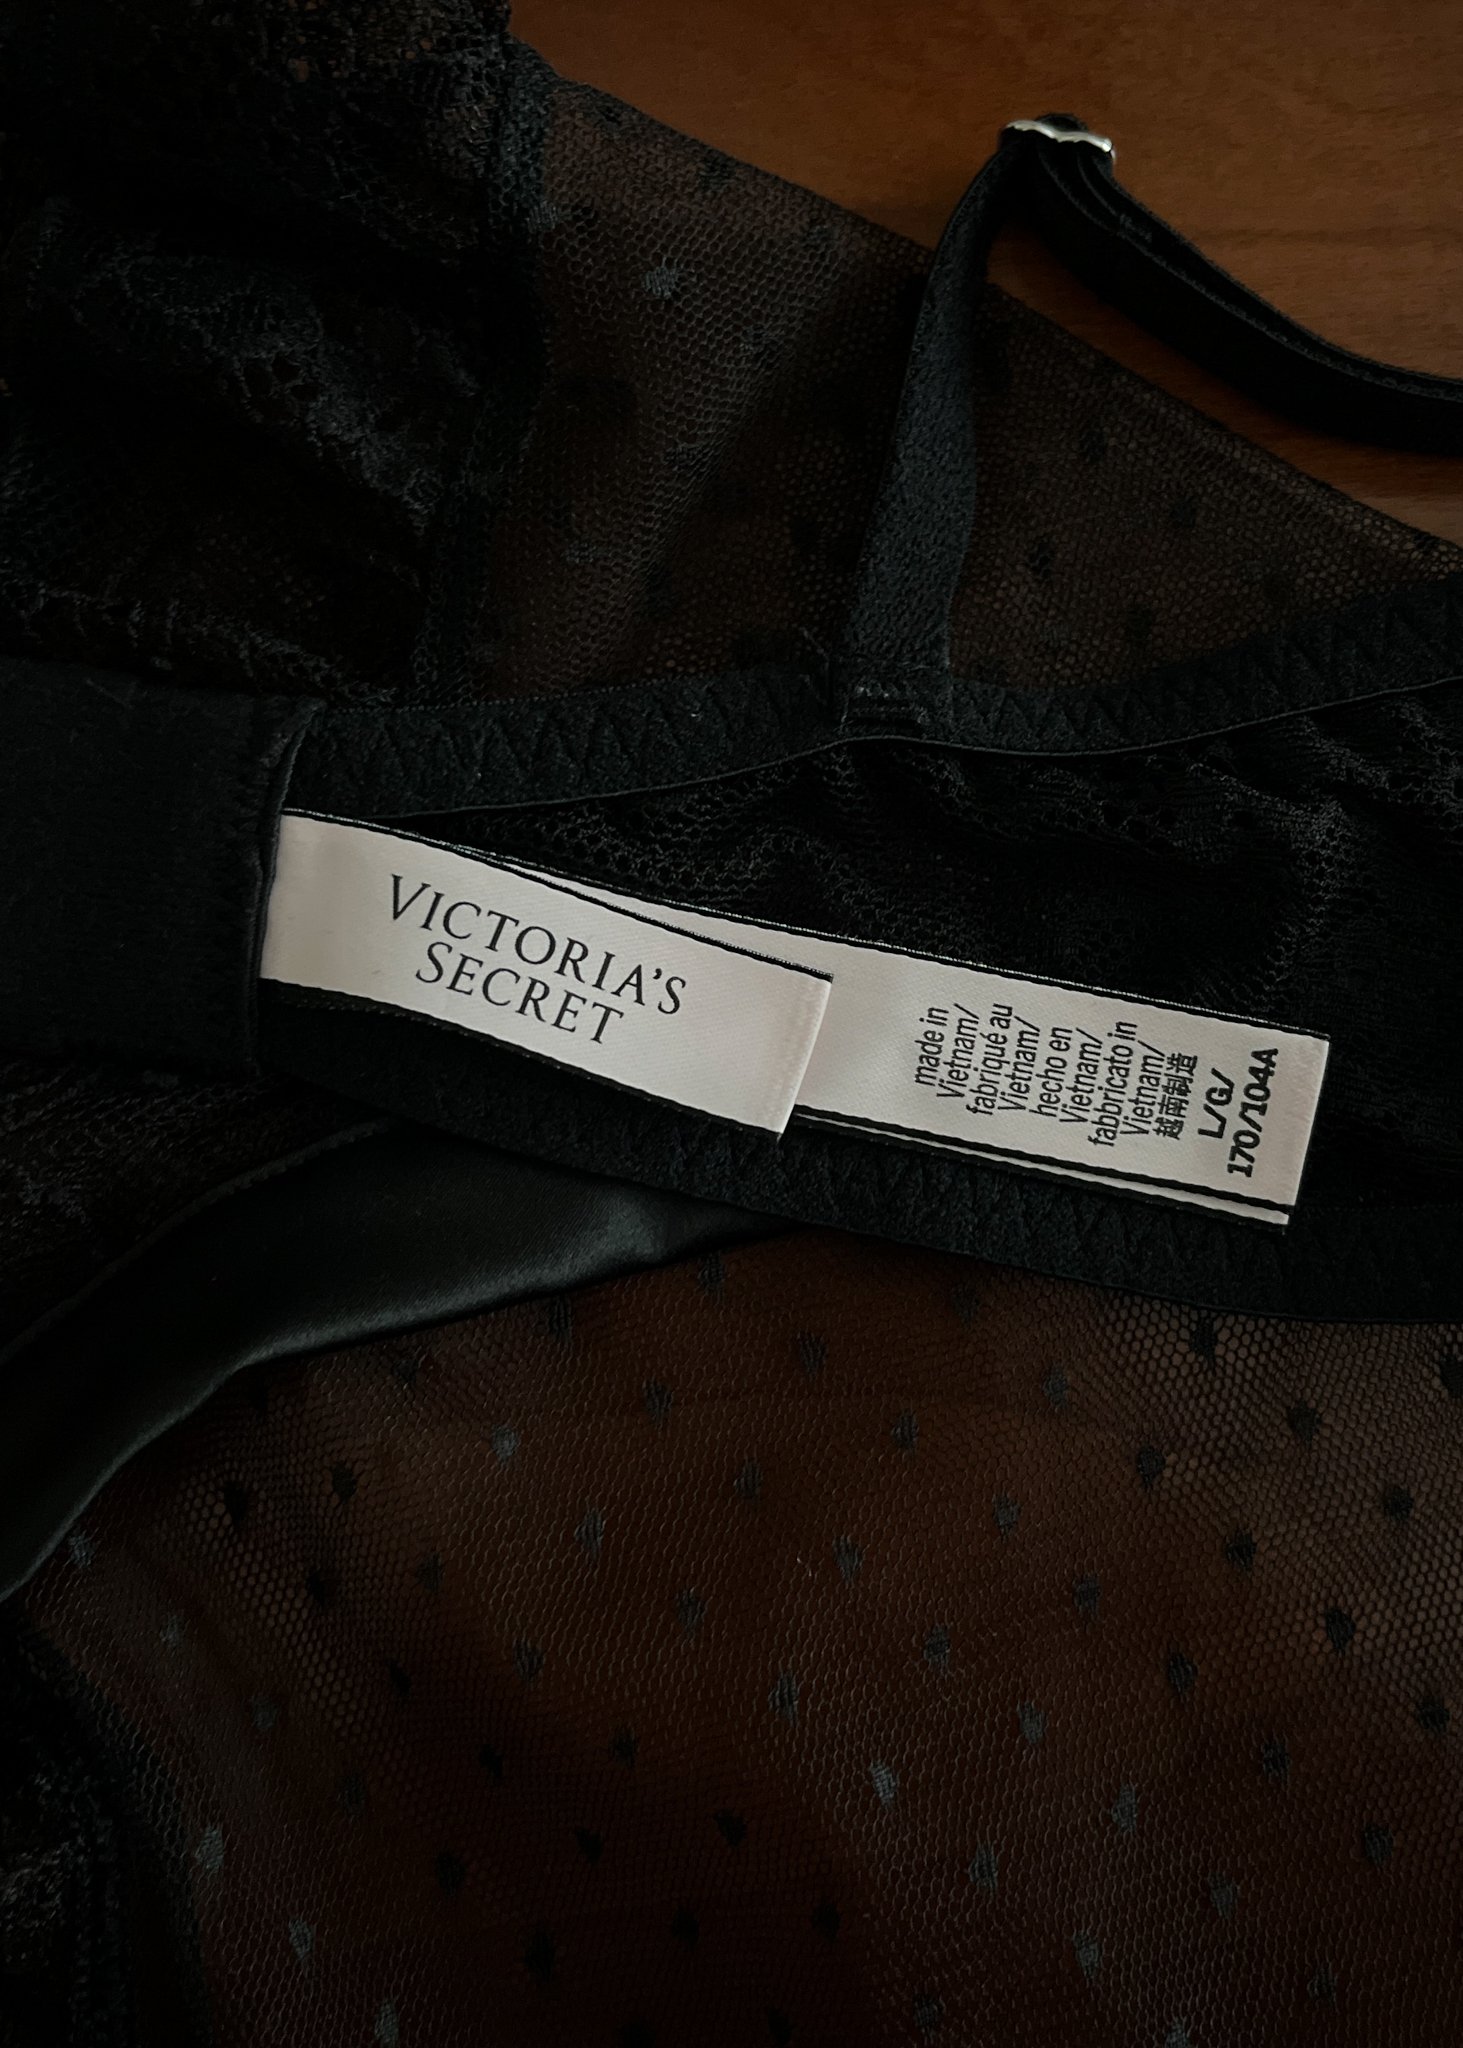 VICTORIA'S
SECRET
made in
Vietnam/
fabriqué au
Vietnam/
hecho en
Vietnam/
fabbricato in
Vietnam/
越南制造
L/G/
170/104A